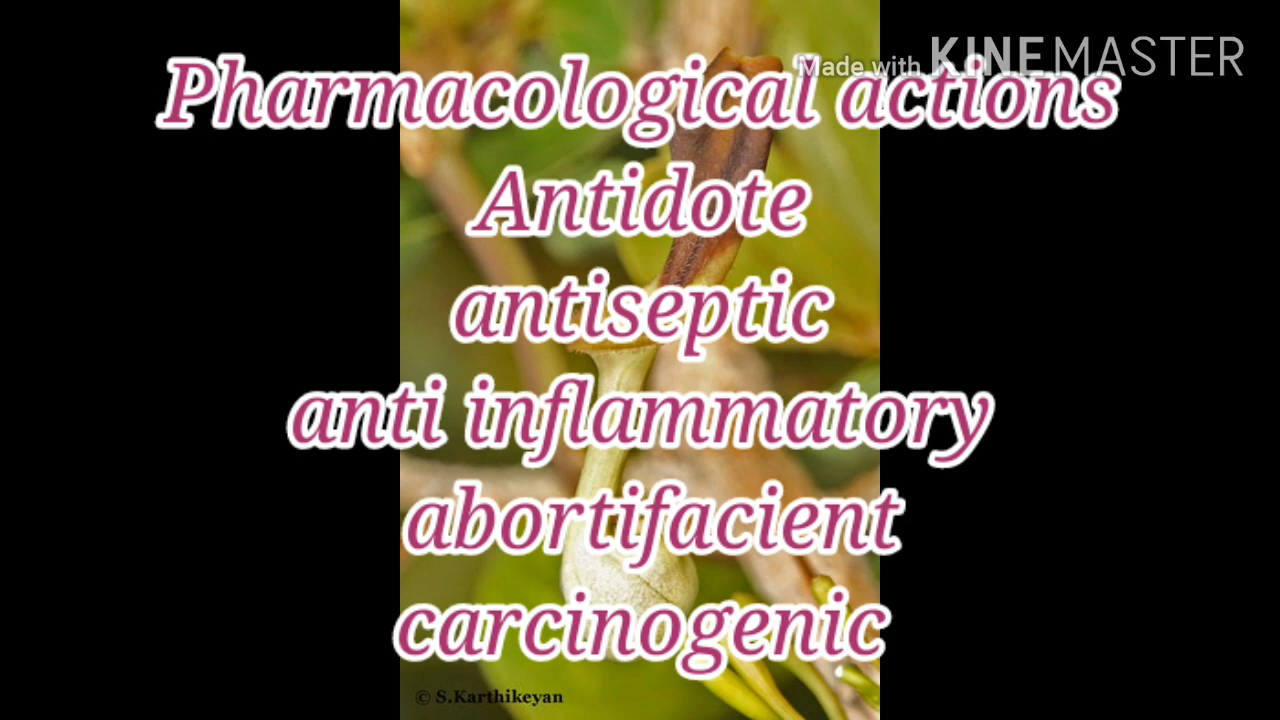 Made with KINEMASTER
Pharmacological actions
Antidote
antiseptic
anti inflammatory
abortifacient
carcinogenic
© S.Karthikeyan